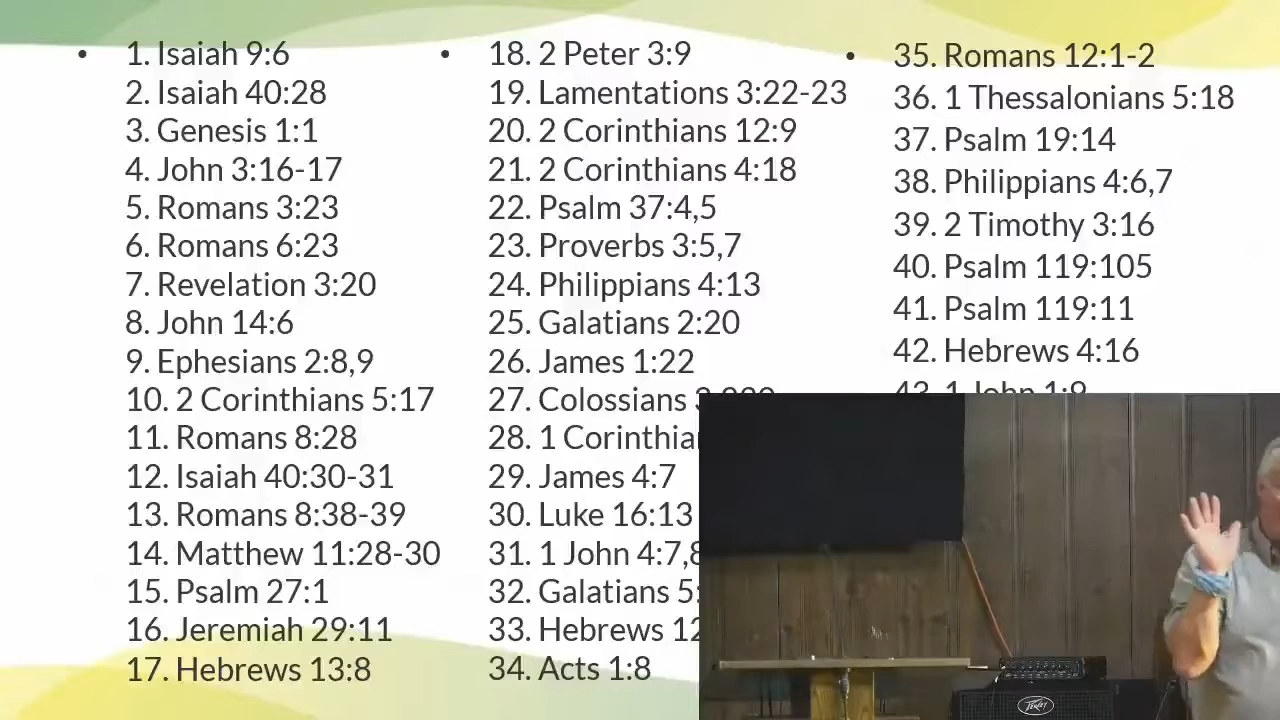 • 1. Isaiah 9:6
2. Isaiah 40:28
3. Genesis 1:1
4. John 3:16-17
5. Romans 3:23
6. Romans 6:23
7. Revelation 3:20
8. John 14:6
9. Ephesians 2:8,9
10. 2 Corinthians 5:17
11. Romans 8:28
12. Isaiah 40:30-31
13. Romans 8:38-39
14. Matthew 11:28-30
15. Psalm 27:1
16. Jeremiah 29:11
17. Hebrews 13:8
• 18. 2 Peter 3:9
19. Lamentations 3:22-23
20. 2 Corinthians 12:9
21. 2 Corinthians 4:18
22. Psalm 37:4,5
23. Proverbs 3:5,7
24. Philippians 4:13
25. Galatians 2:20
26. James 1:22
27. Colossians
28. 1
29. James 4:7
30. Luke 16:13
31. 1 John 4:7,8
32. Galatians 5:
33. Hebrews 12
34. Acts 1:8
• 35. Romans 12:1-2
36. 1 Thessalonians 5:18
37. Psalm 19:14
38. Philippians 4:6,7
39. 2 Timothy 3:16
40. Psalm 119:105
41. Psalm 119:11
42. Hebrews 4:16
43. 1 John 1:9
Peavey